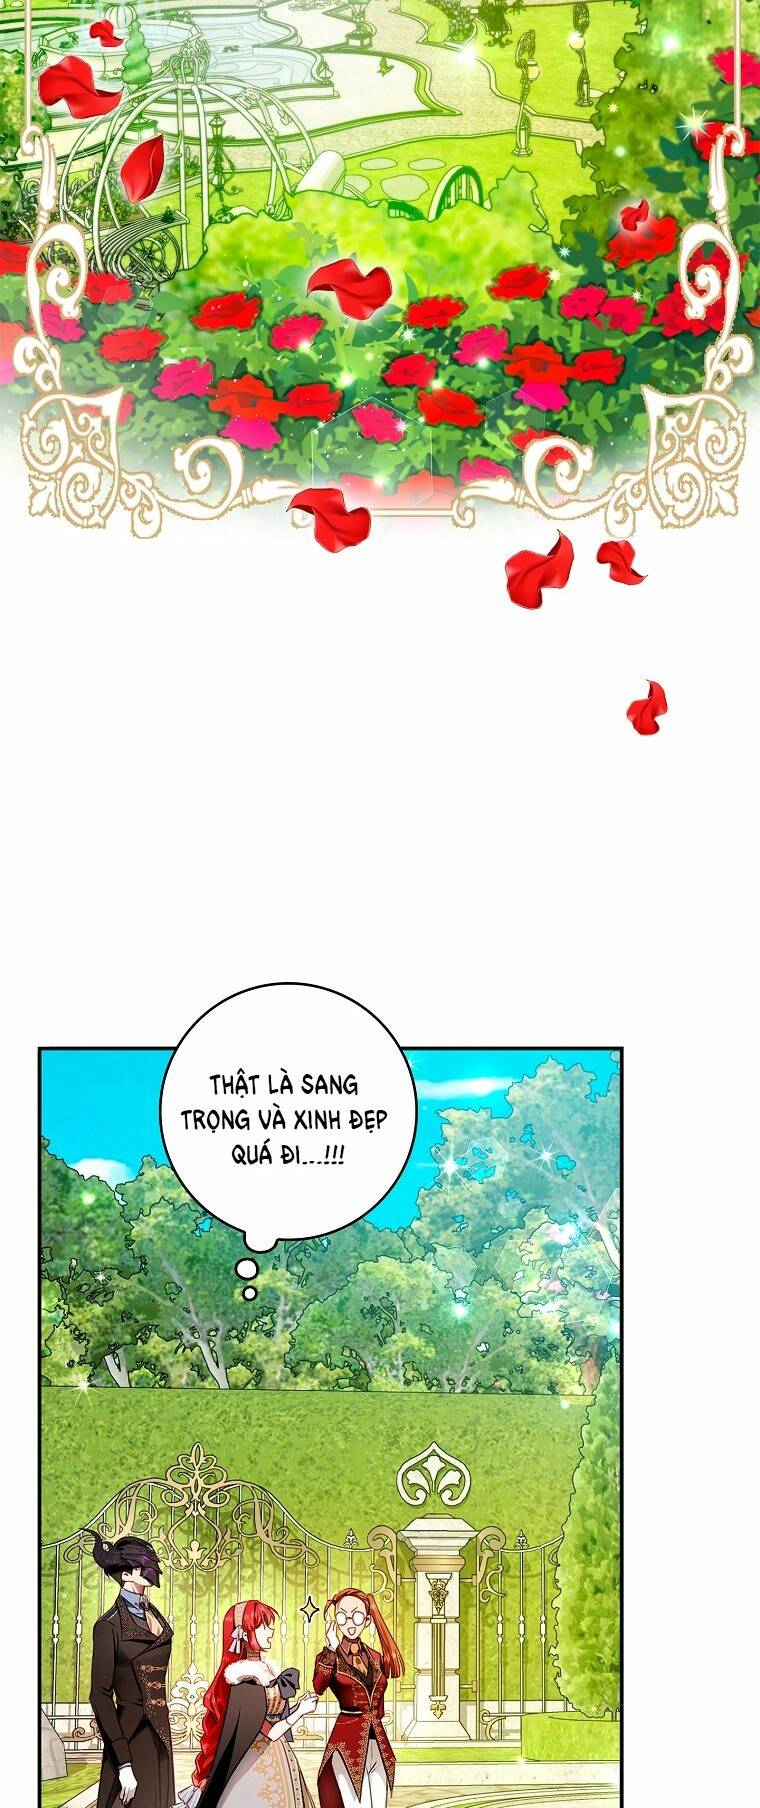 THẬT LÀ SANG
TRỌNG VÀ XINH ĐẸP
QUÁ ĐI...!!!